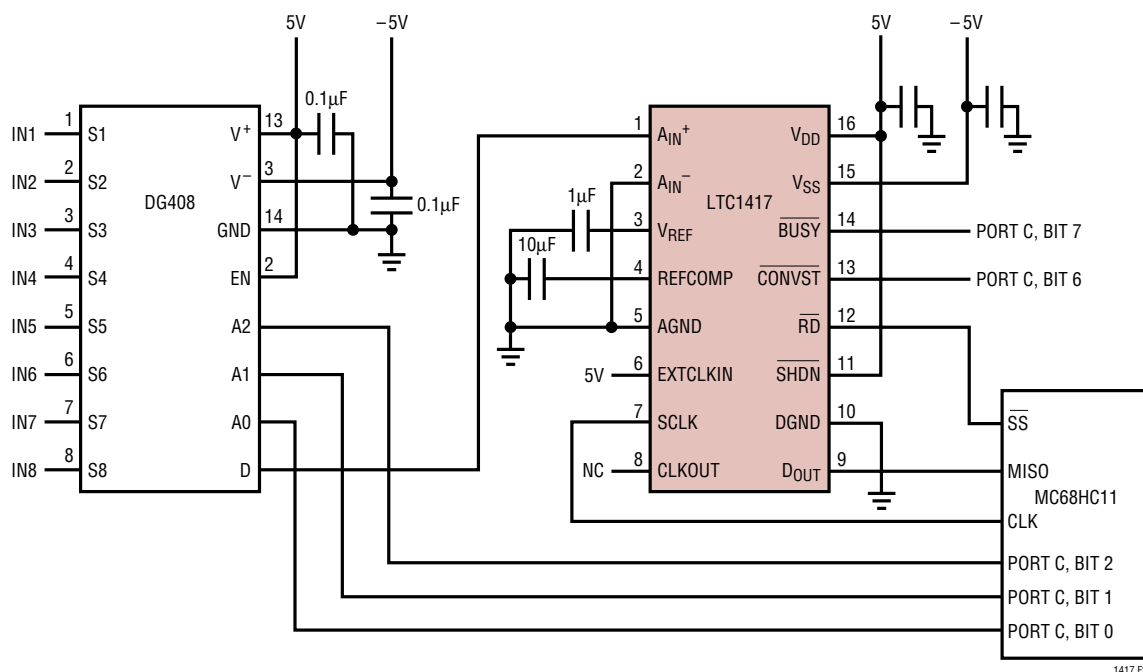 5V
–5V
5V
–5V
0.1µF
1
13
1
16
IN1
S1
V+
AIN+
VDD
2
3
2
15
IN2
S2
V–
AIN–
VSS
DG408
LTC1417
0.1µF
1µF
3
14
3
14
IN3
S3
GND
VREF
BUSY
PORT C, BIT 7
10µF
4
2
4
13
IN4
S4
EN
REFCOMP
CONVST
PORT C, BIT 6
5
5
12
IN5
S5
A2
AGND
RD
6
6
11
IN6
S6
A1
5V
EXTCLKIN
SHDN
7
7
10
IN7
S7
A0
SCLK
DGND
SS
8
8
9
IN8
S8
D
NC
CLKOUT
DOUT
MISO
MC68HC11
CLK
PORT C, BIT 2
PORT C, BIT 1
PORT C, BIT 0